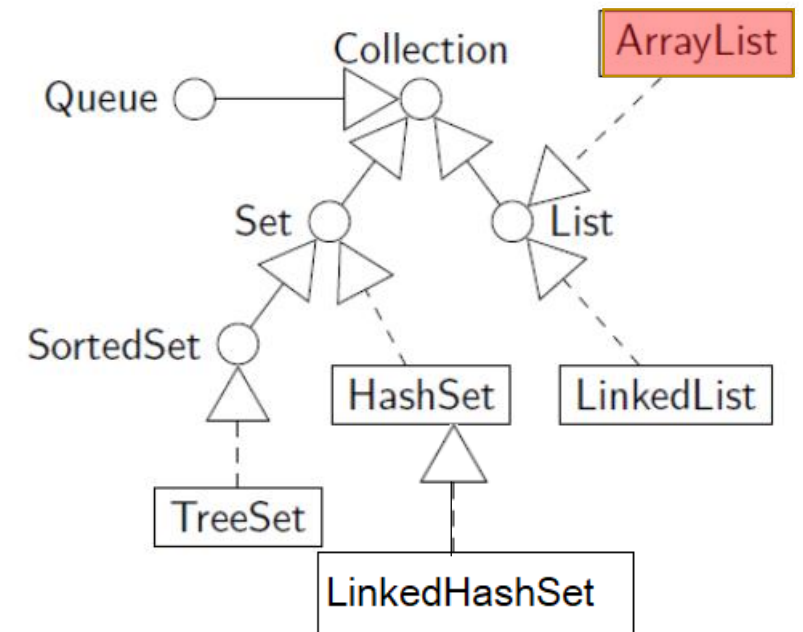 ArrayList
Collection
Queue
Set
List
SortedSet
HashSet
LinkedList
TreeSet
LinkedHashSet